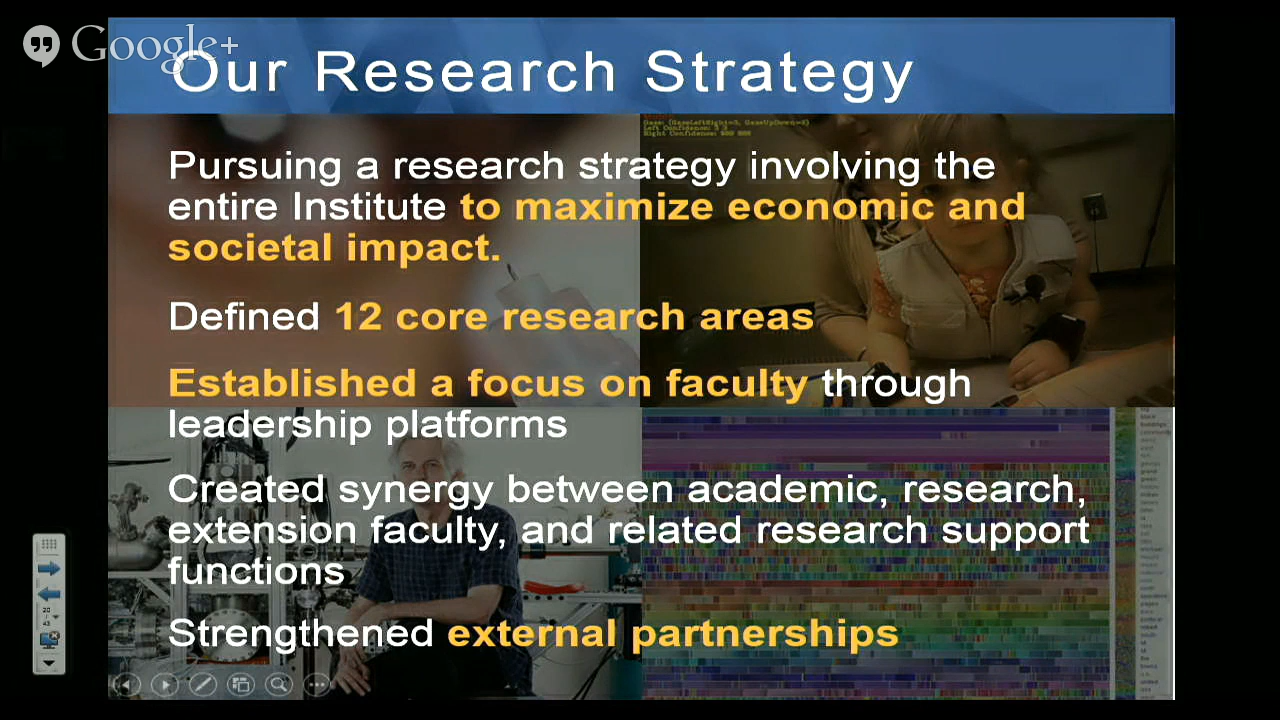 Google+
Our Research Strategy
Pursuing a research strategy involving the
entire Institute to maximize economic and
societal impact.
Defined 12 core research areas
Established a focus on faculty through
leadership platforms
Created synergy between academic, research,
extension faculty, and related research support
functions
Strengthened external partnerships
20
/
43